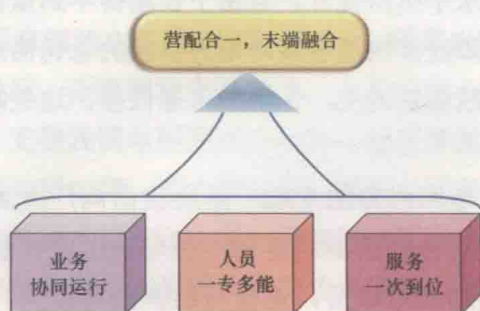 营配合一，末端融合
业务
协同运行
人员
一专多能
服务
一次到位